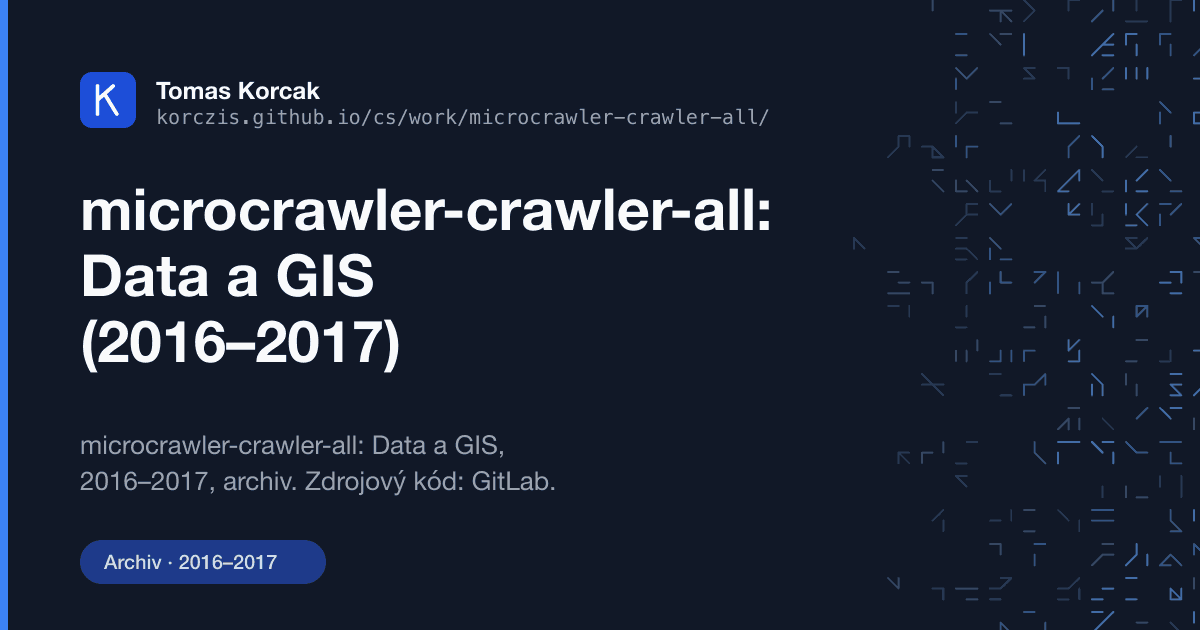 K
Tomas Korcak
korczis.github.io/cs/work/microcrawler-crawler-all/
microcrawler-crawler-all:
Data a GIS
(2016–2017)
microcrawler-crawler-all: Data a GIS,
2016–2017, archiv. Zdrojový kód: GitLab.
Archiv · 2016–2017